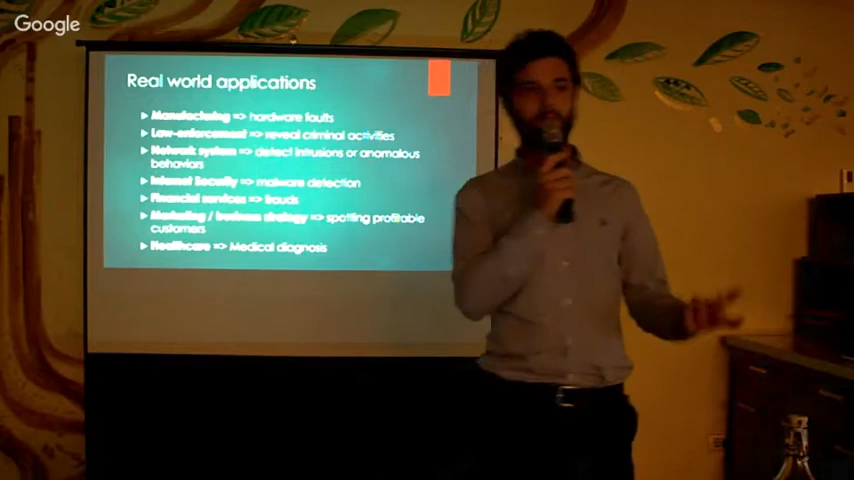 Google
Real world applications
▶ Manufacturing => hardware faults
▶ Law-enforcement => reveal criminal activities
▶ Network system => detect intrusions or anomalous
behaviors
▶ Internet Security => malware detection
▶ Financial services => frauds
▶ Marketing / business strategy => spotting profitable
customers
▶ Healthcare => Medical diagnosis